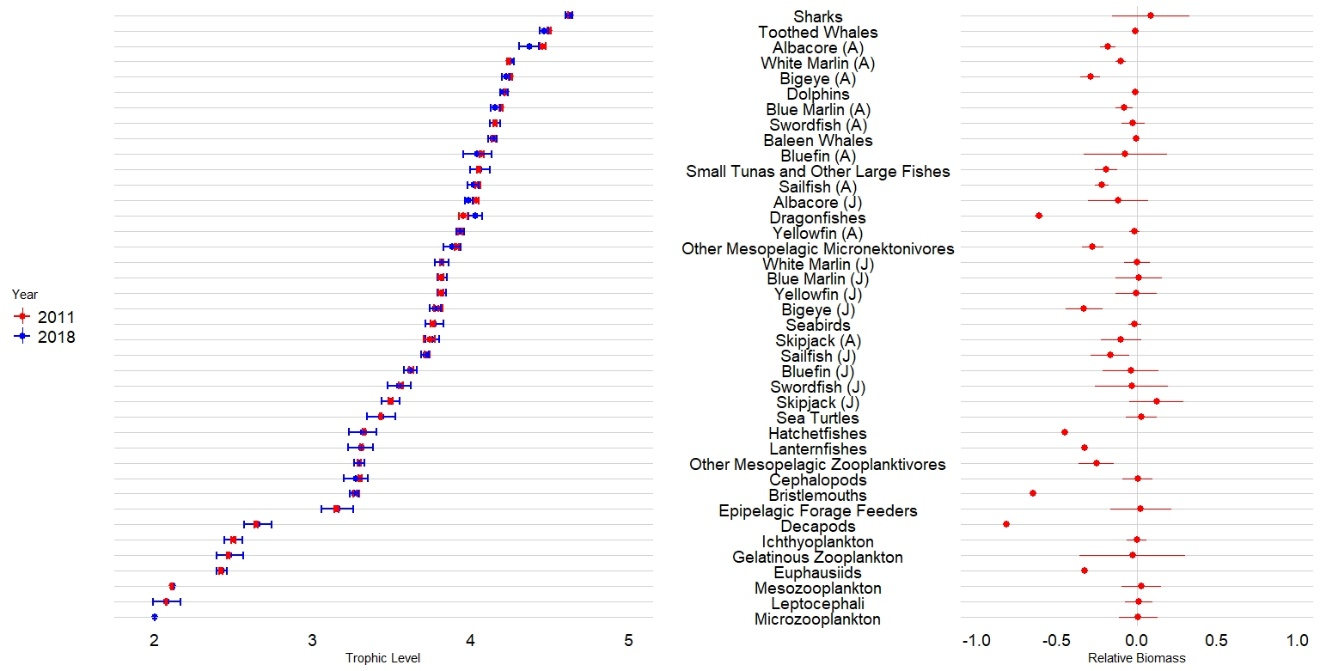 Sharks
Toothed Whales
Albacore (A)
White Marlin (A)
Bigeye (A)
Dolphins
Blue Marlin (A)
Swordfish (A)
Baleen Whales
Bluefin (A)
Small Tunas and Other Large Fishes
Sailfish (A)
Albacore (J)
Dragonfishes
Yellowfin (A)
Other Mesopelagic Micronektonivores
White Marlin (J)
Blue Marlin (J)
Yellowfin (J)
Bigeye (J)
Seabirds
Skipjack (A)
Sailfish (J)
Bluefin (J)
Swordfish (J)
Skipjack (J)
Sea Turtles
Hatchetfishes
Lanternfishes
Other Mesopelagic Zooplanktivores
Cephalopods
Bristlemouths
Epipelagic Forage Feeders
Decapods
Ichthyoplankton
Gelatinous Zooplankton
Euphausiids
Mesozooplankton
Leptocephali
Microzooplankton
Year
2011
2018
2 3 4 5
Trophic Level
-1.0 -0.5 0.0 0.5 1.0
Relative Biomass